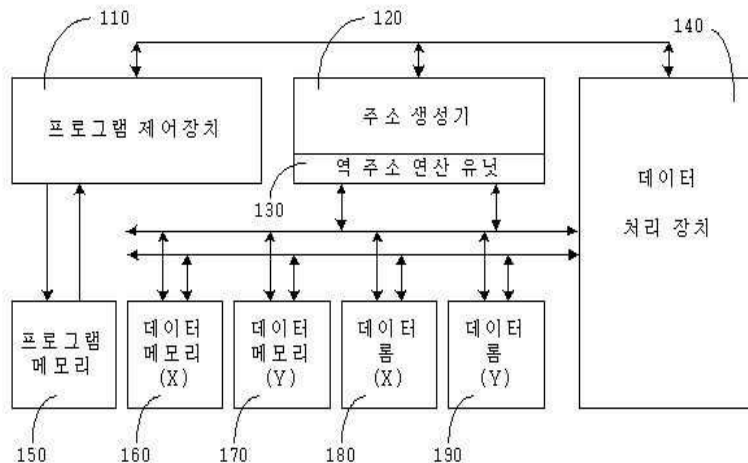 110
120
140
프로그램 제어장치
주소 생성기
역 주소 연산 유닛
130
데이터
처리 장치
프로그램
메모리
데이터
메모리
(X)
데이터
메모리
(Y)
데이터
롬
(X)
데이터
롬
(Y)
150
160
170
180
190